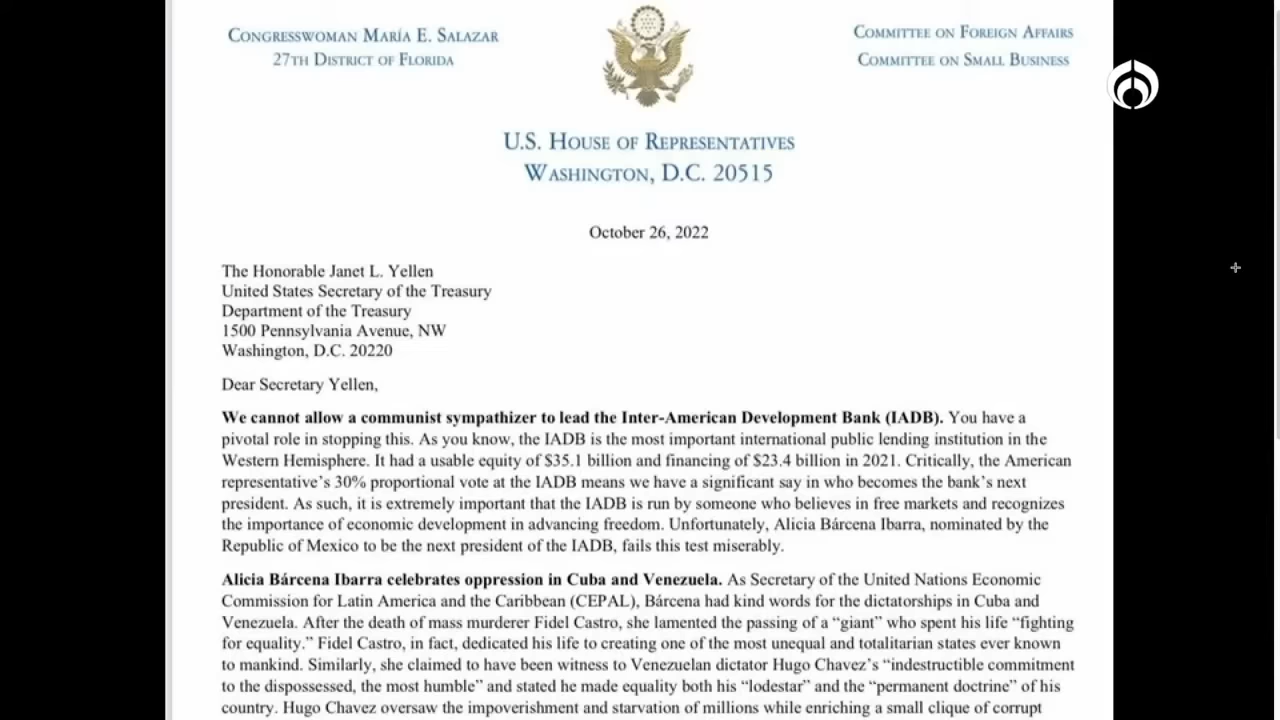 CONGRESSWOMAN MARÍA E. SALAZAR
27TH DISTRICT OF FLORIDA
COMMITTEE ON FOREIGN AFFAIRS
COMMITTEE ON SMALL BUSINESS
U.S. HOUSE OF REPRESENTATIVES
WASHINGTON, D.C. 20515
October 26, 2022
The Honorable Janet L. Yellen
United States Secretary of the Treasury
Department of the Treasury
1500 Pennsylvania Avenue, NW
Washington, D.C. 20220
Dear Secretary Yellen,
We cannot allow a communist sympathizer to lead the Inter-American Development Bank (IADB). You have a
pivotal role in stopping this. As you know, the IADB is the most important international public lending institution in the
Western Hemisphere. It had a usable equity of $35.1 billion and financing of $23.4 billion in 2021. Critically, the American
representative's 30% proportional vote at the IADB means we have a significant say in who becomes the bank's next
president. As such, it is extremely important that the IADB is run by someone who believes in free markets and recognizes
the importance of economic development in advancing freedom. Unfortunately, Alicia Bárcena Ibarra, nominated by the
Republic of Mexico to be the next president of the IADB, fails this test miserably.
Alicia Bárcena Ibarra celebrates oppression in Cuba and Venezuela. As Secretary of the United Nations Economic
Commission for Latin America and the Caribbean (CEPAL), Bárcena had kind words for the dictatorships in Cuba and
Venezuela. After the death of mass murderer Fidel Castro, she lamented the passing of a “giant” who spent his life “fighting
for equality.” Fidel Castro, in fact, dedicated his life to creating one of the most unequal and totalitarian states ever known
to mankind. Similarly, she claimed to have been witness to Venezuelan dictator Hugo Chavez's “indestructible commitment
to the dispossessed, the most humble” and stated he made equality both his “lodestar” and the “permanent doctrine” of his
country. Hugo Chavez oversaw the impoverishment and starvation of millions while enriching a small clique of corrupt